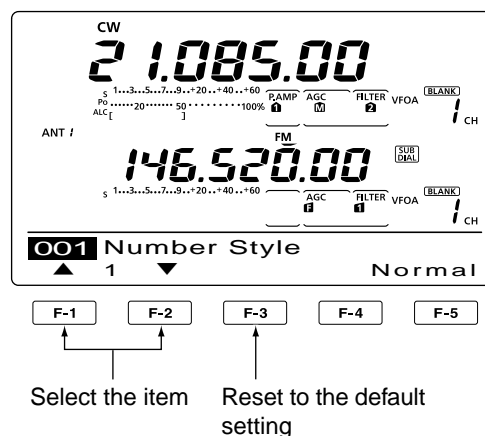 CW
21.085.00
S 1...3...5...7...9..+20..+40..+60 P.AMP AGC FILTER VFOA BLANK
Po ......20.......50.........100% 1 M 2 1 CH
ALC [ ]
ANT 1
FM
146.520.00 SUB DIAL
S 1...3...5...7...9..+20..+40..+60 AGC FILTER VFOA BLANK
F 1 1 CH
001 Number Style
▲ 1 ▼ Normal
F-1 F-2 F-3 F-4 F-5
Select the item Reset to the default
setting